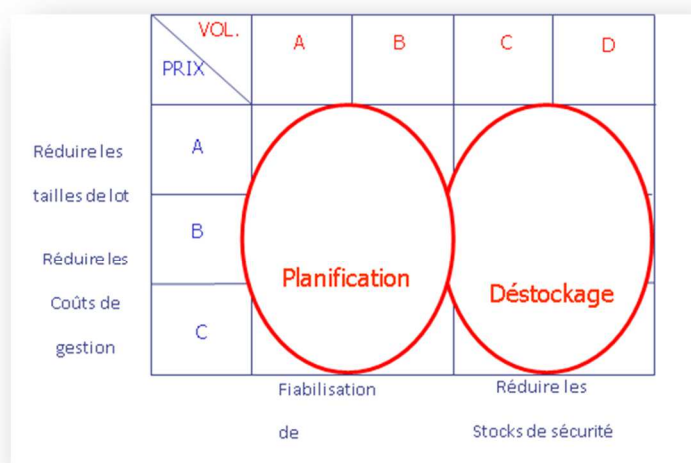 VOL.
PRIX
A
B
C
D
Réduire les
tailles de lot
A
Réduire les
B
Coûts de
gestion
C
Planification
Déstockage
Fiabilisation
de
Réduire les
Stocks de sécurité